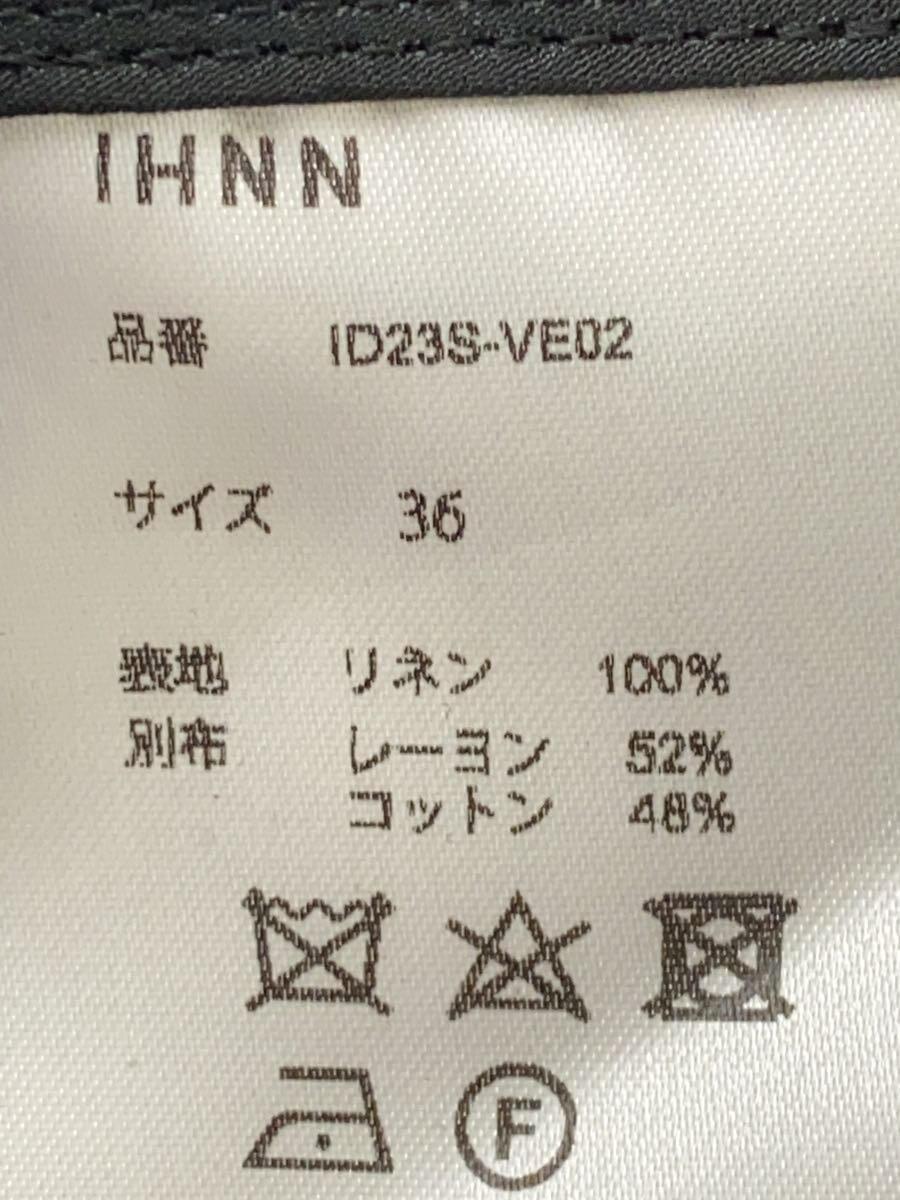 IHNN
品番 ID23S-VE02
サイズ 36
表地 リネン 100%
別布 レーヨン 52%
コットン 48%
F